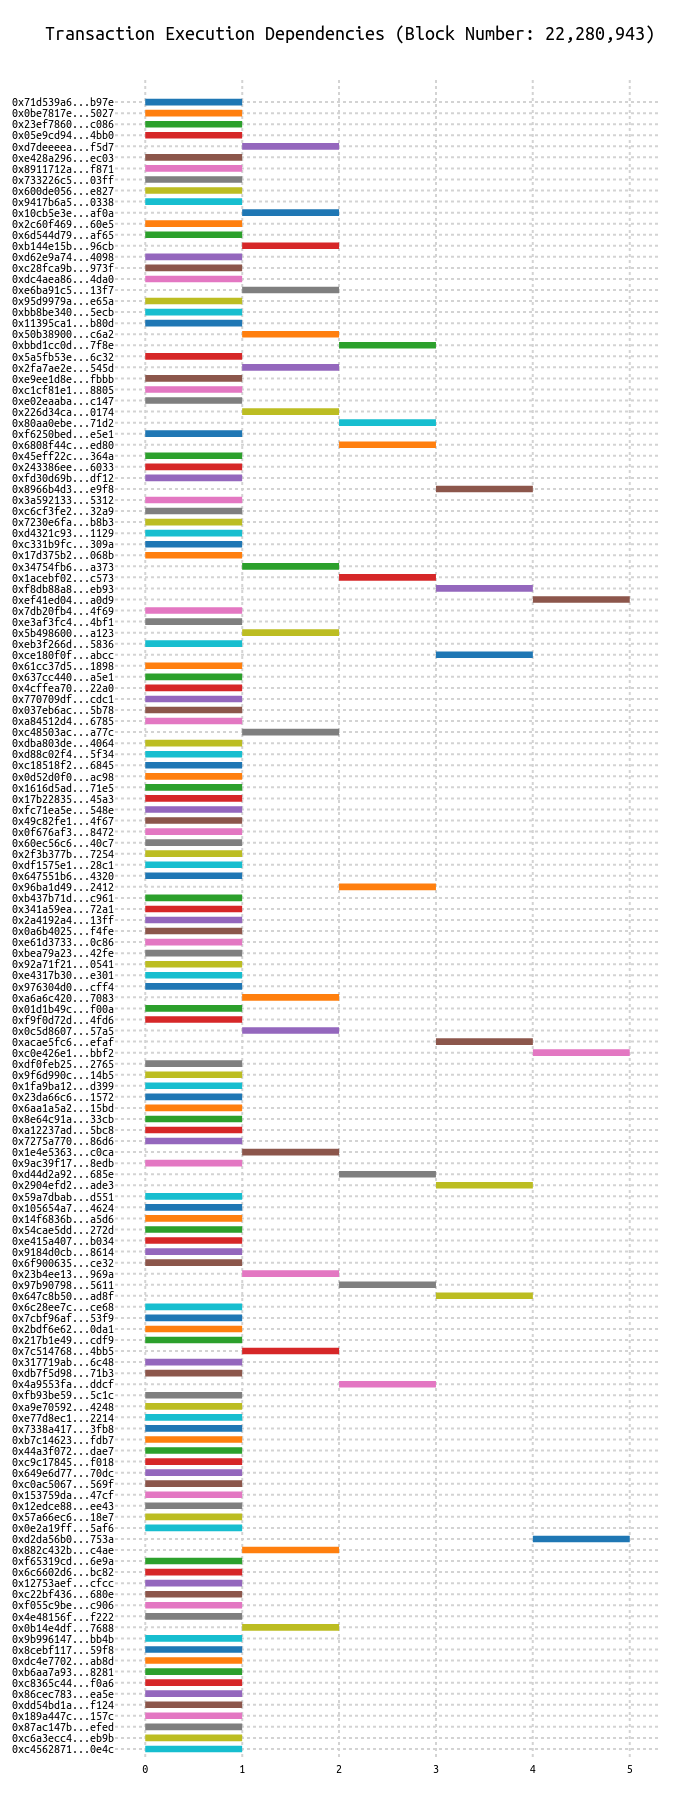 Transaction Execution Dependencies (Block Number: 22,280,943)
0x71d539a6...b97e
0x0be7817e...5027
0x23ef7860...c086
0x05e9cd94...4bb0
0xd7deeeea...f5d7
0xe428a296...ec03
0x8911712a...f871
0x733226c5...03ff
0x600de056...e827
0x9417b6a5...0338
0x10cb5e3e...af0a
0x2c60f469...60e5
0x6d544d79...af65
0xb144e15b...96cb
0xd62e9a74...4098
0xc28fca9b...973f
0xdc4aea86...4da0
0xe6ba91c5...13f7
0x95d9979a...e65a
0xbb8be340...5ecb
0x11395ca1...b80d
0x50b38900...c6a2
0xbbd1cc0d...7f8e
0x5a5fb53e...6c32
0x2fa7ae2e...545d
0xe9ee1d8e...fbbb
0xc1cf81e1...8805
0xe02eaaba...c147
0x226d34ca...0174
0x80aa0ebe...71d2
0xf6250bed...e5e1
0x6808f44c...ed80
0x45eff22c...364a
0x243386ee...6033
0xfd30d69b...df12
0x8966b4d3...e9f8
0x3a592133...5312
0xc6cf3fe2...32a9
0x7230e6fa...b8b3
0xd4321c93...1129
0xc331b9fc...309a
0x17d375b2...068b
0x34754fb6...a373
0x1acebf02...c573
0xf8db88a8...eb93
0xef41ed04...a0d9
0x7db20fb4...4f69
0xe3af3fc4...4bf1
0x5b498600...a123
0xeb3f266d...5836
0xce180f0f...abcc
0x61cc37d5...1898
0x637cc440...a5e1
0x4cffea70...22a0
0x770709df...cdc1
0x037eb6ac...5b78
0xa84512d4...6785
0xc48503ac...a77c
0xdba803de...4064
0xd88c02f4...5f34
0xc18518f2...6845
0x0d52d0f0...ac98
0x1616d5ad...71e5
0x17b22835...45a3
0xfc71ea5e...548e
0x49c82fe1...4f67
0x0f676af3...8472
0x60ec56c6...40c7
0x2f3b377b...7254
0xdf1575e1...28c1
0x647551b6...4320
0x96ba1d49...2412
0xb437b71d...c961
0x341a59ea...72a1
0x2a4192a4...13ff
0x0a6b4025...f4fe
0xe61d3733...0c86
0xbea79a23...42fe
0x92a71f21...0541
0xe4317b30...e301
0x976304d0...cff4
0xa6a6c420...7083
0x01d1b49c...f00a
0xf9f0d72d...4fd6
0x0c5d8607...57a5
0xacae5fc6...efaf
0xc0e426e1...bbf2
0xdf0feb25...2765
0x9f6d990c...14b5
0x1fa9ba12...d399
0x23da66c6...1572
0x6aa1a5a2...15bd
0x8e64c91a...33cb
0xa12237ad...5bc8
0x7275a770...86d6
0x1e4e5363...c0ca
0x9ac39f17...8edb
0xd44d2a92...685e
0x2904efd2...ade3
0x59a7dbab...d551
0x105654a7...4624
0x14f6836b...a5d6
0x54cae5dd...272d
0xe415a407...b034
0x9184d0cb...8614
0x6f900635...ce32
0x23b4ee13...969a
0x97b90798...5611
0x647c8b50...ad8f
0x6c28ee7c...ce68
0x7cbf96af...53f9
0x2bdf6e62...0da1
0x217b1e49...cdf9
0x7c514768...4bb5
0x317719ab...6c48
0xdb7f5d98...71b3
0x4a9553fa...ddcf
0xfb93be59...5c1c
0xa9e70592...4248
0xe77d8ec1...2214
0x7338a417...3fb8
0xb7c14623...fdb7
0x44a3f072...dae7
0xc9c17845...f018
0x649e6d77...70dc
0xc0ac5067...569f
0x153759da...47cf
0x12edce88...ee43
0x57a66ec6...18e7
0x0e2a19ff...5af6
0xd2da56b0...753a
0x882c432b...c4ae
0xf65319cd...6e9a
0x6c6602d6...bc82
0x12753aef...cfcc
0xc22bf436...680e
0xf055c9be...c906
0x4e48156f...f222
0x0b14e4df...7688
0x9b996147...bb4b
0x8cebf117...59f8
0xdc4e7702...ab8d
0xb6aa7a93...8281
0xc8365c44...f0a6
0x86cec783...ea5e
0xdd54bd1a...f124
0x189a447c...157c
0x87ac147b...efed
0xc6a3ecc4...eb9b
0xc4562871...0e4c
0 1 2 3 4 5